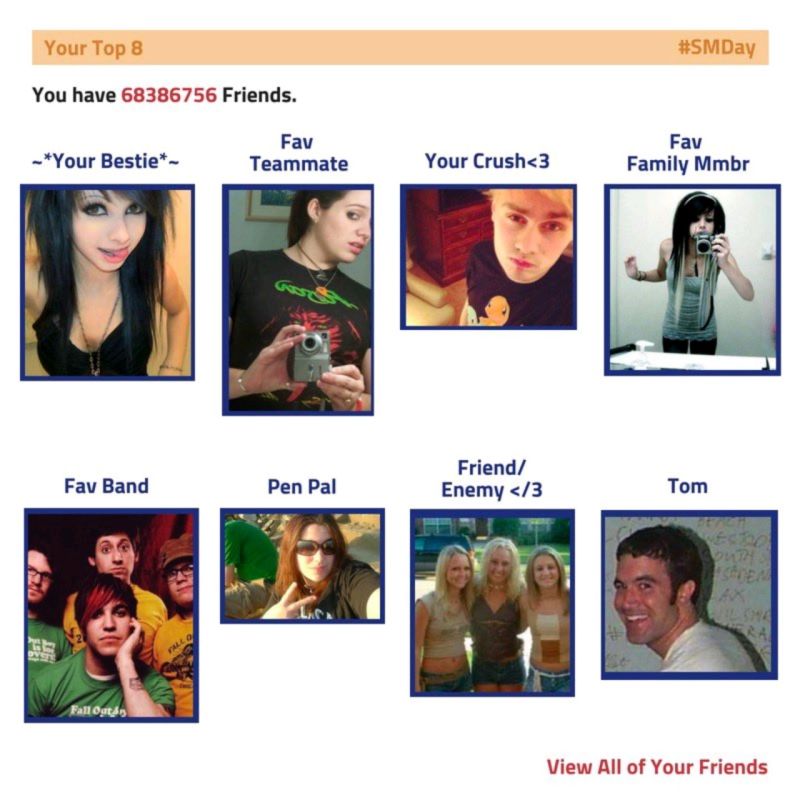 Your Top 8 #SMDay
You have 68386756 Friends.
~*Your Bestie*~
Fav
Teammate
Your Crush<3
Fav
Family Mmbr
Fav Band
Pen Pal
Friend/
Enemy </3
Tom
Fall Out
BEACH
View All of Your Friends